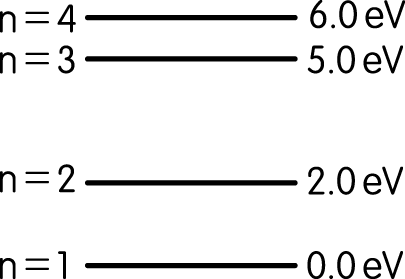 n = 4 6.0 eV
n = 3 5.0 eV
n = 2 2.0 eV
n = 1 0.0 eV